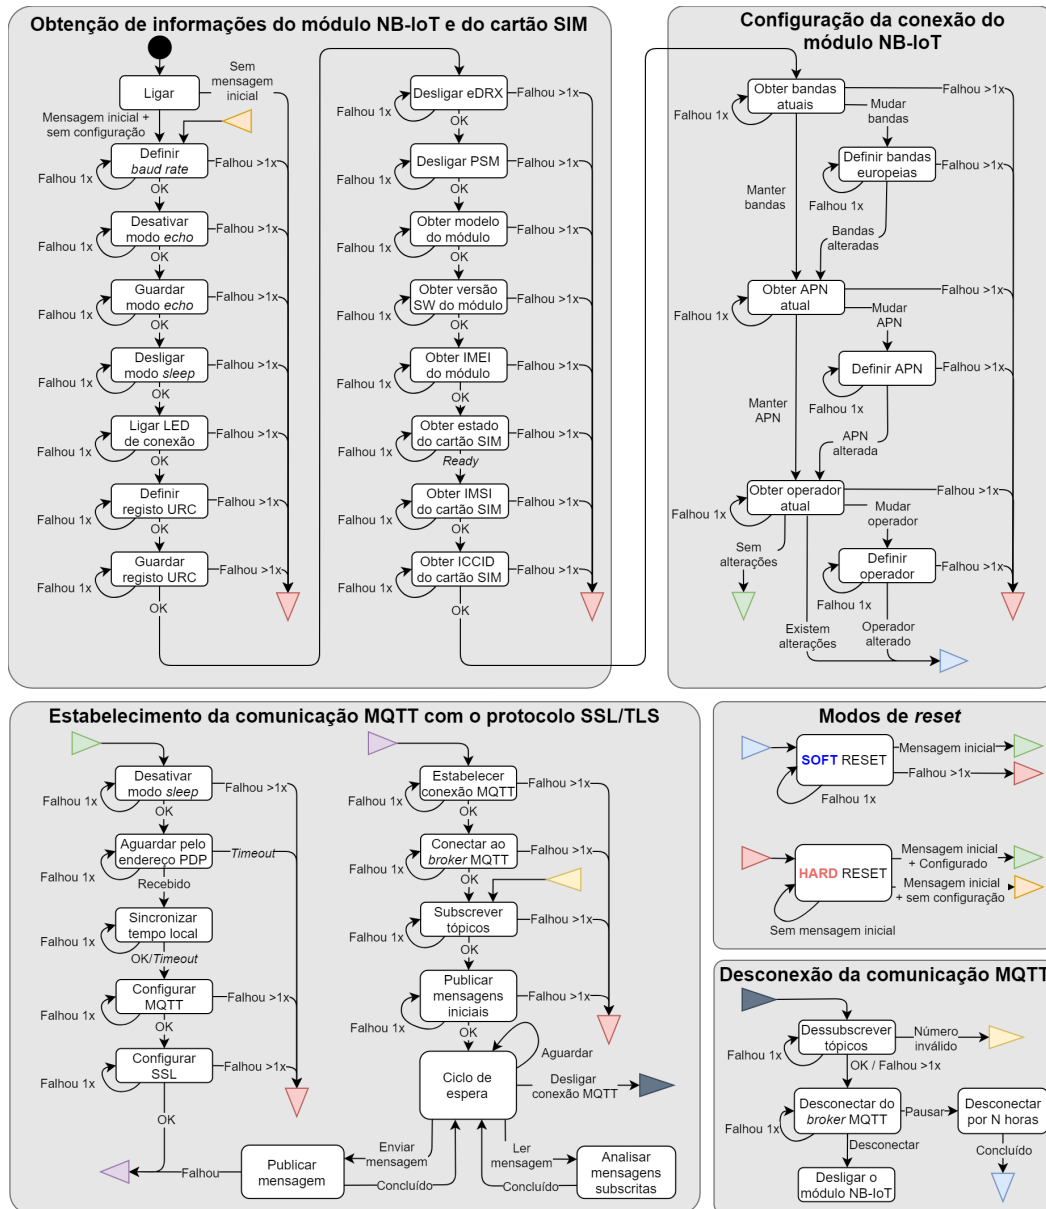 Obtenção de informações do módulo NB-IoT e do cartão SIM
Ligar
Sem
mensagem
inicial
Mensagem inicial +
sem configuração
Definir
baud rate
Falhou 1x
Falhou >1x
OK
Desativar
modo echo
Falhou 1x
Falhou >1x
OK
Guardar
modo echo
Falhou 1x
Falhou >1x
OK
Desligar
modo sleep
Falhou 1x
Falhou >1x
OK
Ligar LED
de conexão
Falhou 1x
Falhou >1x
OK
Definir
registo URC
Falhou 1x
Falhou >1x
OK
Guardar
registo URC
Falhou 1x
Falhou >1x
OK
Desligar eDRX
Falhou 1x
Falhou >1x
OK
Desligar PSM
Falhou 1x
Falhou >1x
OK
Obter modelo
do módulo
Falhou 1x
Falhou >1x
OK
Obter versão
SW do módulo
Falhou 1x
Falhou >1x
OK
Obter IMEI
do módulo
Falhou 1x
Falhou >1x
OK
Obter estado
do cartão SIM
Falhou 1x
Falhou >1x
Ready
Obter IMSI
do cartão SIM
Falhou 1x
Falhou >1x
OK
Obter ICCID
do cartão SIM
Falhou 1x
Falhou >1x
OK
Configuração da conexão do
módulo NB-IoT
Obter bandas
atuais
Falhou 1x
Falhou >1x
Mudar
bandas
Definir bandas
europeias
Falhou 1x
Falhou >1x
Manter
bandas
Bandas
alteradas
Obter APN
atual
Falhou 1x
Falhou >1x
Mudar
APN
Definir APN
Falhou 1x
Falhou >1x
Manter
APN
APN
alterada
Obter operador
atual
Falhou 1x
Falhou >1x
Mudar
operador
Sem
alterações
Definir
operador
Falhou 1x
Falhou >1x
Existem
alterações
Operador
alterado
Estabelecimento da comunicação MQTT com o protocolo SSL/TLS
Desativar
modo sleep
Falhou 1x
Falhou >1x
OK
Aguardar pelo
endereço PDP
Falhou 1x
Timeout
Recebido
Sincronizar
tempo local
Falhou 1x
OK/Timeout
Configurar
MQTT
Falhou 1x
Falhou >1x
OK
Configurar
SSL
Falhou 1x
Falhou >1x
OK
Estabelecer
conexão MQTT
Falhou 1x
Falhou >1x
OK
Conectar ao
broker MQTT
Falhou 1x
Falhou >1x
OK
Subscrever
tópicos
Falhou 1x
Falhou >1x
OK
Publicar
mensagens
iniciais
Falhou 1x
Falhou >1x
OK
Ciclo de
espera
Aguardar
Desligar
conexão MQTT
Enviar
mensagem
Ler
mensagem
Publicar
mensagem
Falhou
Concluído
Concluído
Analisar
mensagens
subscritas
Modos de reset
SOFT RESET
Mensagem inicial
Falhou >1x
Falhou 1x
HARD RESET
Mensagem inicial
+ Configurado
Mensagem inicial
+ sem configuração
Sem mensagem inicial
Desconexão da comunicação MQTT
Dessubscrever
tópicos
Número
inválido
Falhou 1x
OK / Falhou >1x
Desconectar do
broker MQTT
Pausar
Desconectar
por N horas
Falhou 1x
Desconectar
Concluído
Desligar o
módulo NB-IoT